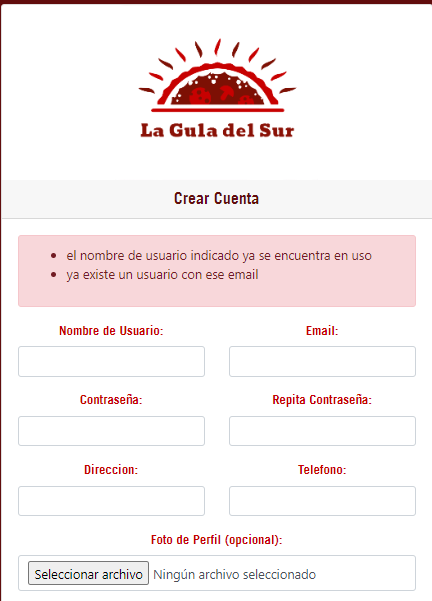 La Gula del Sur
Crear Cuenta
el nombre de usuario indicado ya se encuentra en uso
ya existe un usuario con ese email
Nombre de Usuario:
Email:
Contraseña:
Repita Contraseña:
Direccion:
Telefono:
Foto de Perfil (opcional):
Seleccionar archivo Ningún archivo seleccionado